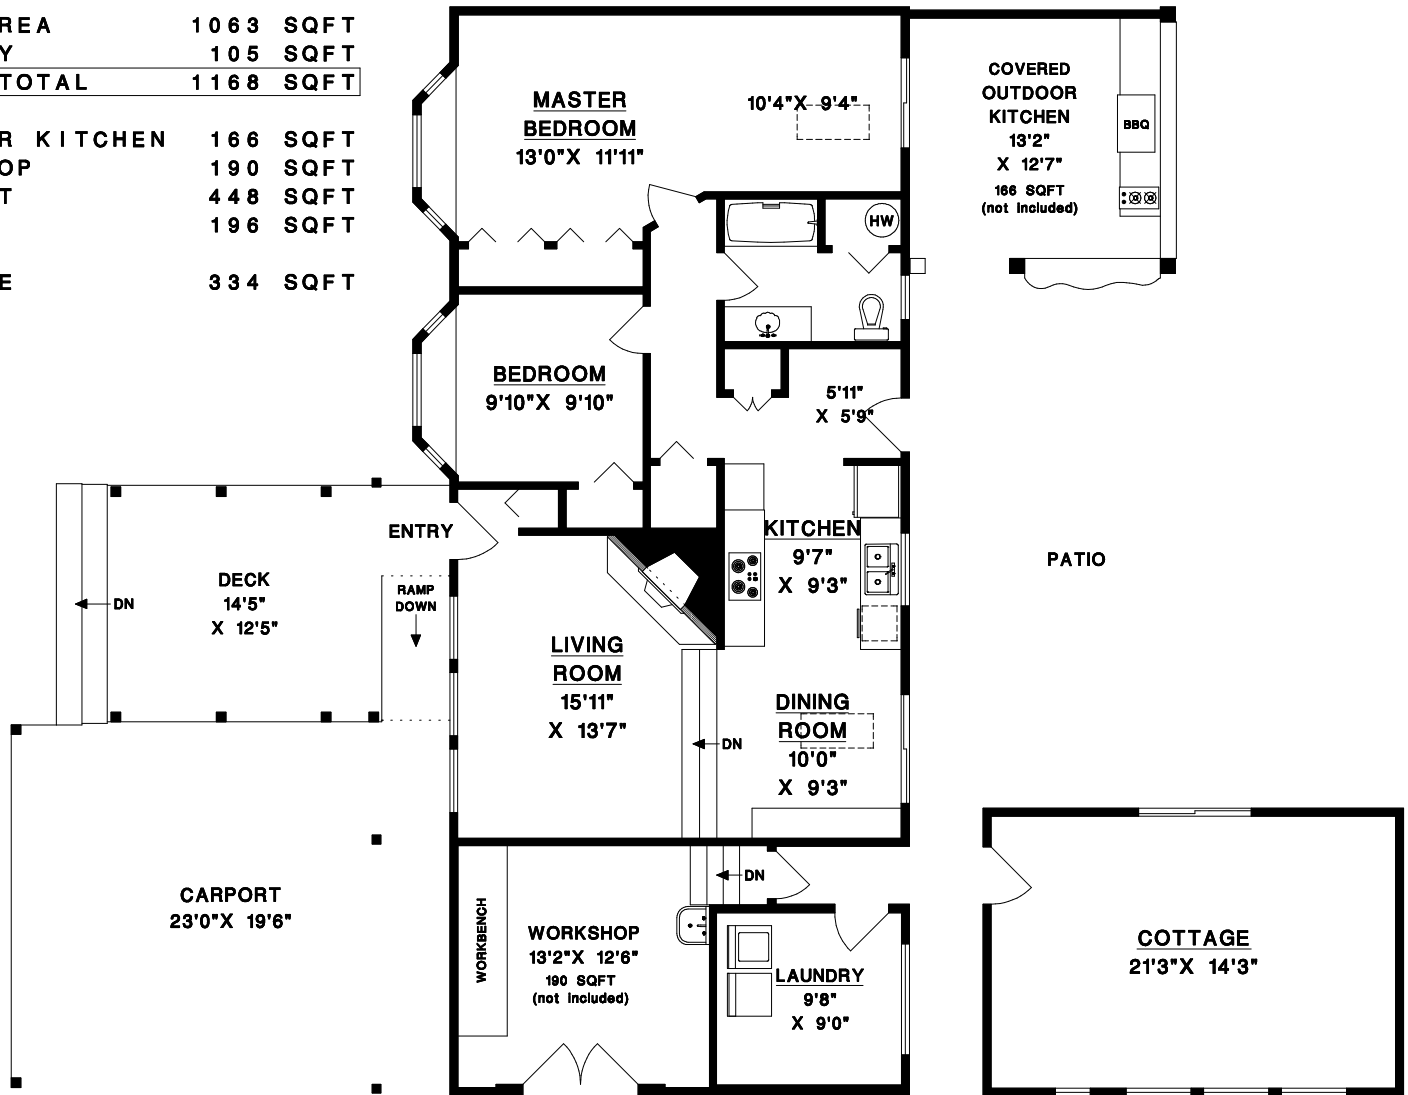 REA 1063 SQFT
Y 105 SQFT
TOTAL 1168 SQFT
R KITCHEN 166 SQFT
OP 190 SQFT
T 448 SQFT
196 SQFT
E 334 SQFT
MASTER
BEDROOM
13'0"X 11'11"
10'4"X 9'4"
COVERED
OUTDOOR
KITCHEN
13'2"
X 12'7"
166 SQFT
(not included)
BBQ
HW
BEDROOM
9'10"X 9'10"
5'11"
X 5'9"
ENTRY
DECK
14'5"
X 12'5"
DN
RAMP
DOWN
KITCHEN
9'7"
X 9'3"
PATIO
LIVING
ROOM
15'11"
X 13'7"
DN
DINING
ROOM
10'0"
X 9'3"
CARPORT
23'0"X 19'6"
WORKBENCH
DN
WORKSHOP
13'2"X 12'6"
190 SQFT
(not included)
LAUNDRY
9'8"
X 9'0"
COTTAGE
21'3"X 14'3"